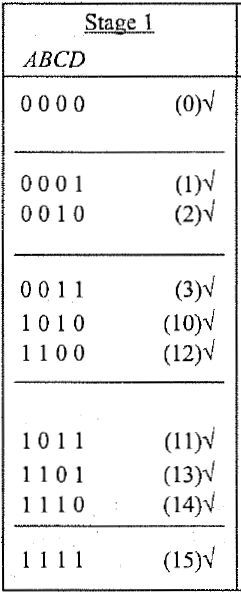 Stage 1
ABCD
0 0 0 0 (0)√
0 0 0 1 (1)√
0 0 1 0 (2)√
0 0 1 1 (3)√
1 0 1 0 (10)√
1 1 0 0 (12)√
1 0 1 1 (11)√
1 1 0 1 (13)√
1 1 1 0 (14)√
1 1 1 1 (15)√